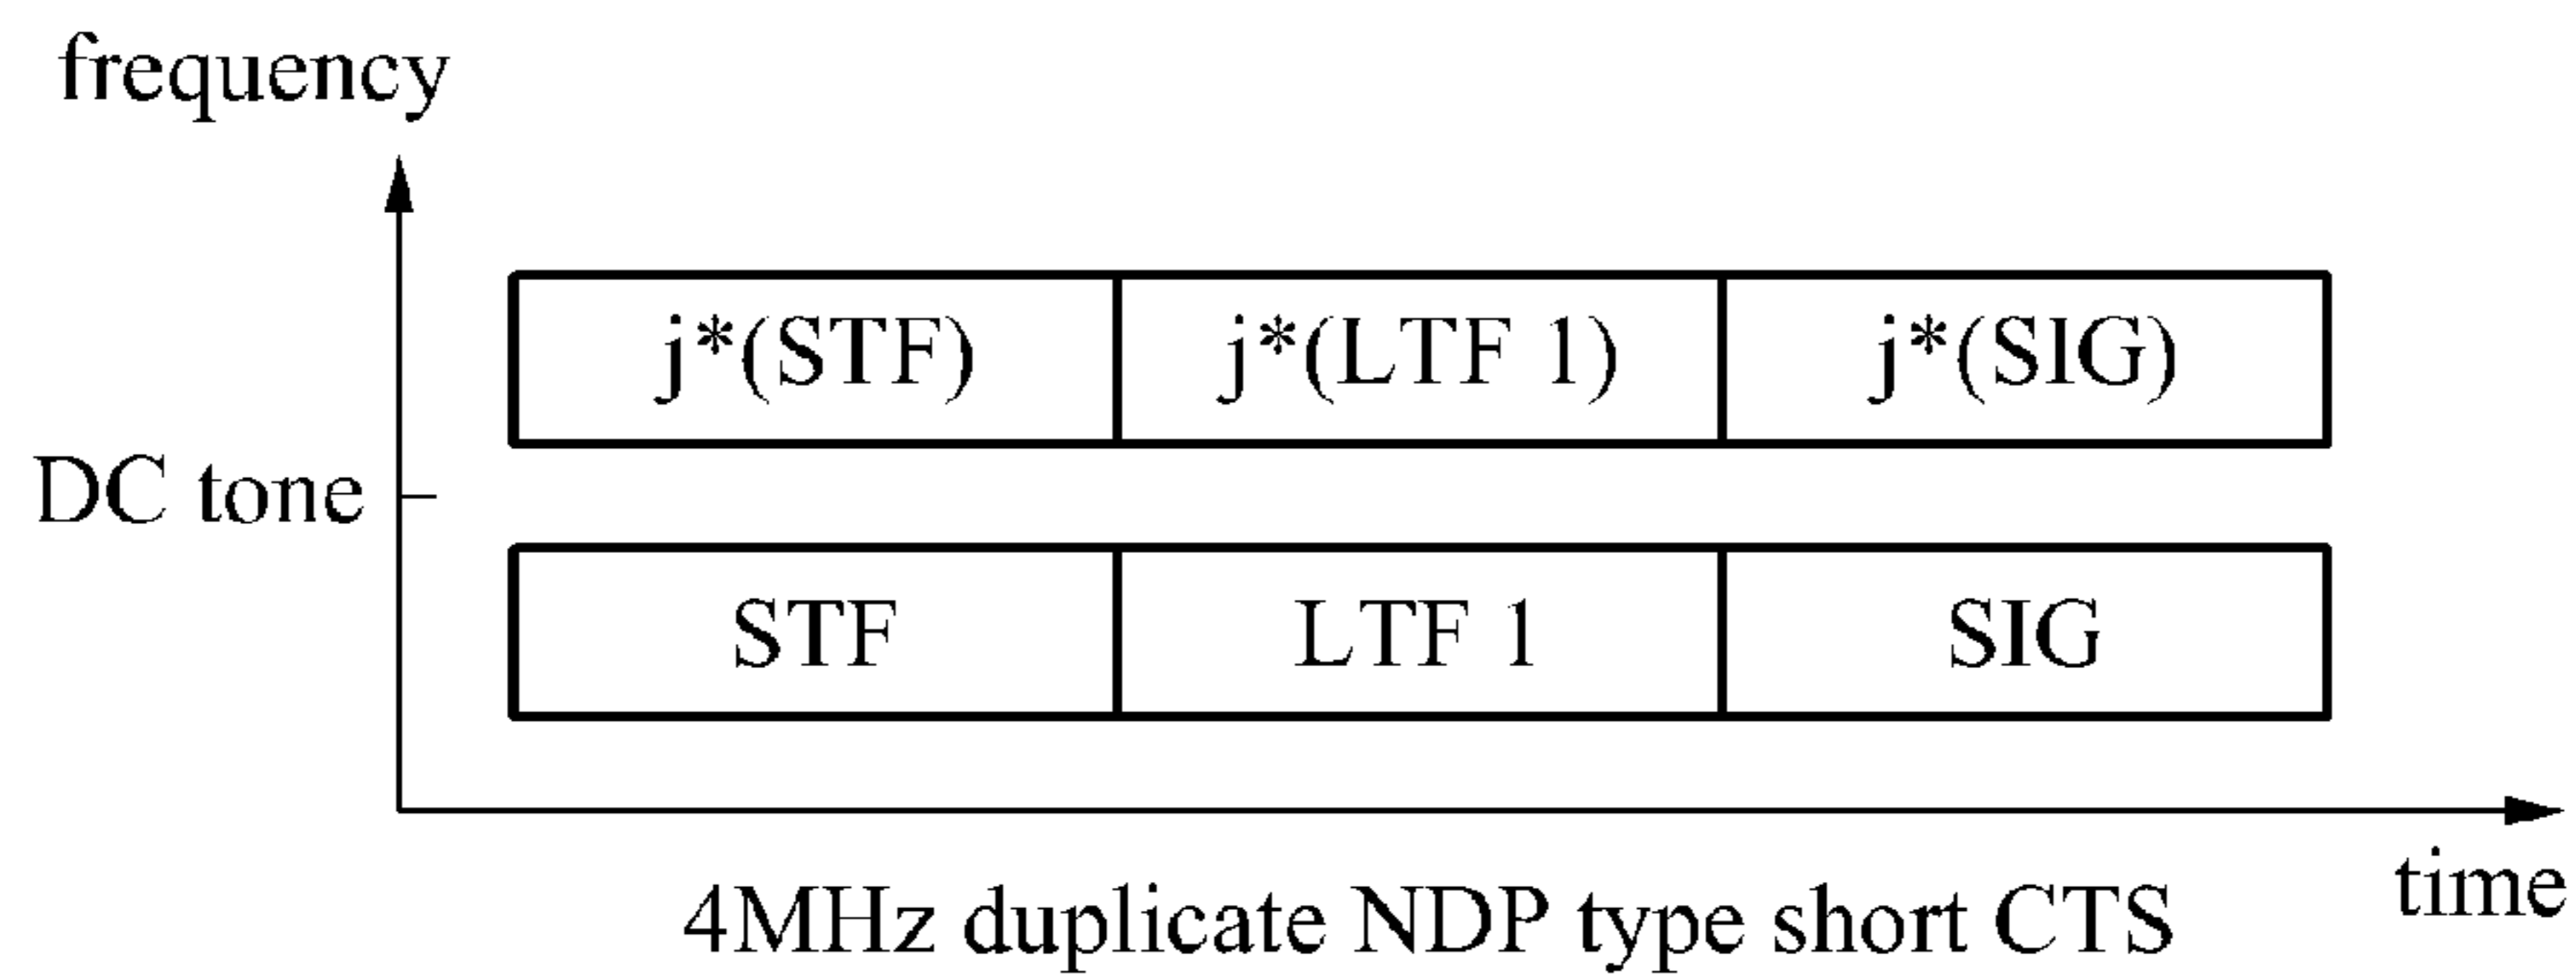 frequency
j*(STF) j*(LTF 1) j*(SIG)
DC tone
STF LTF 1 SIG
time
4MHz duplicate NDP type short CTS